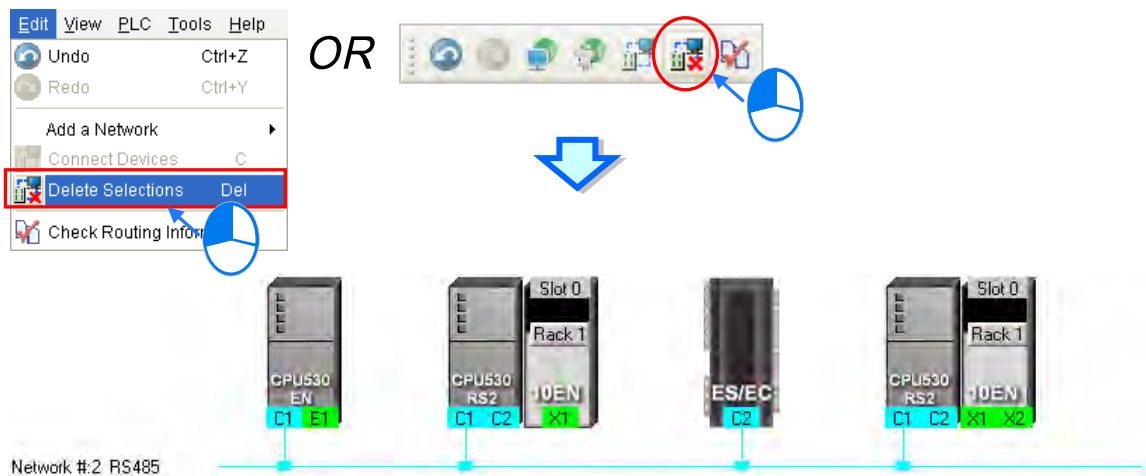 Edit View PLC Tools Help
Undo Ctrl+Z
Redo Ctrl+Y
Add a Network
Connect Devices C
Delete Selections Del
Check Routing Infor
OR
Slot 0
Rack 1
CPU530
EN
C1 E1
CPU530
RS2
C1 C2
10EN
X1
ES/EC
C2
Slot 0
Rack 1
CPU530
RS2
C1 C2
10EN
X1 X2
Network #:2 RS485